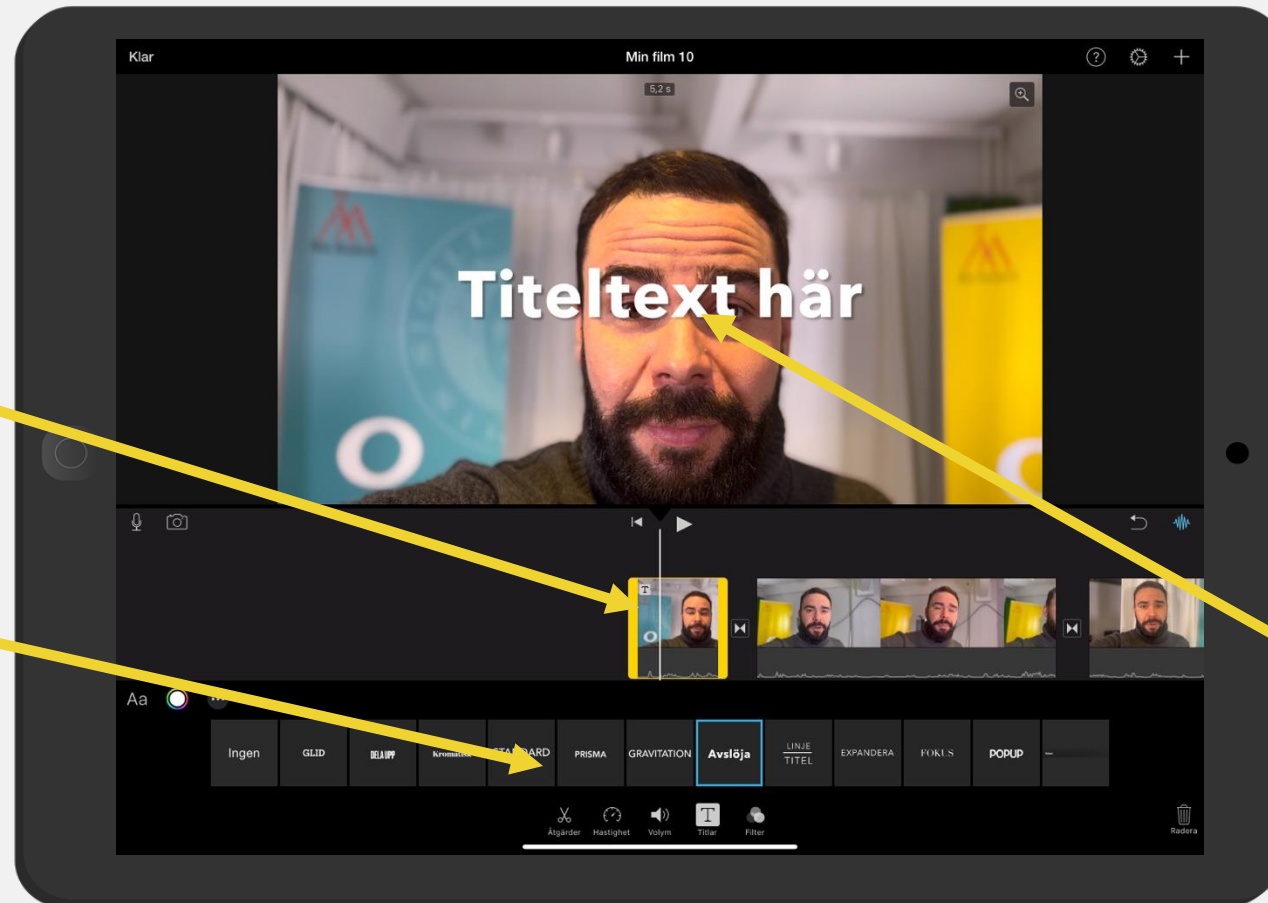 Klar
Min film 10
?
5,2 s
Titeltext här
T
Aa
Ingen
GLID
DELA UPP
STANDARD
PRISMA
GRAVITATION
Avslöja
LINJE
TITEL
EXPANDERA
FOKUS
POPUP
Åtgärder
Hastighet
Volym
T
Titlar
Filter
Radera